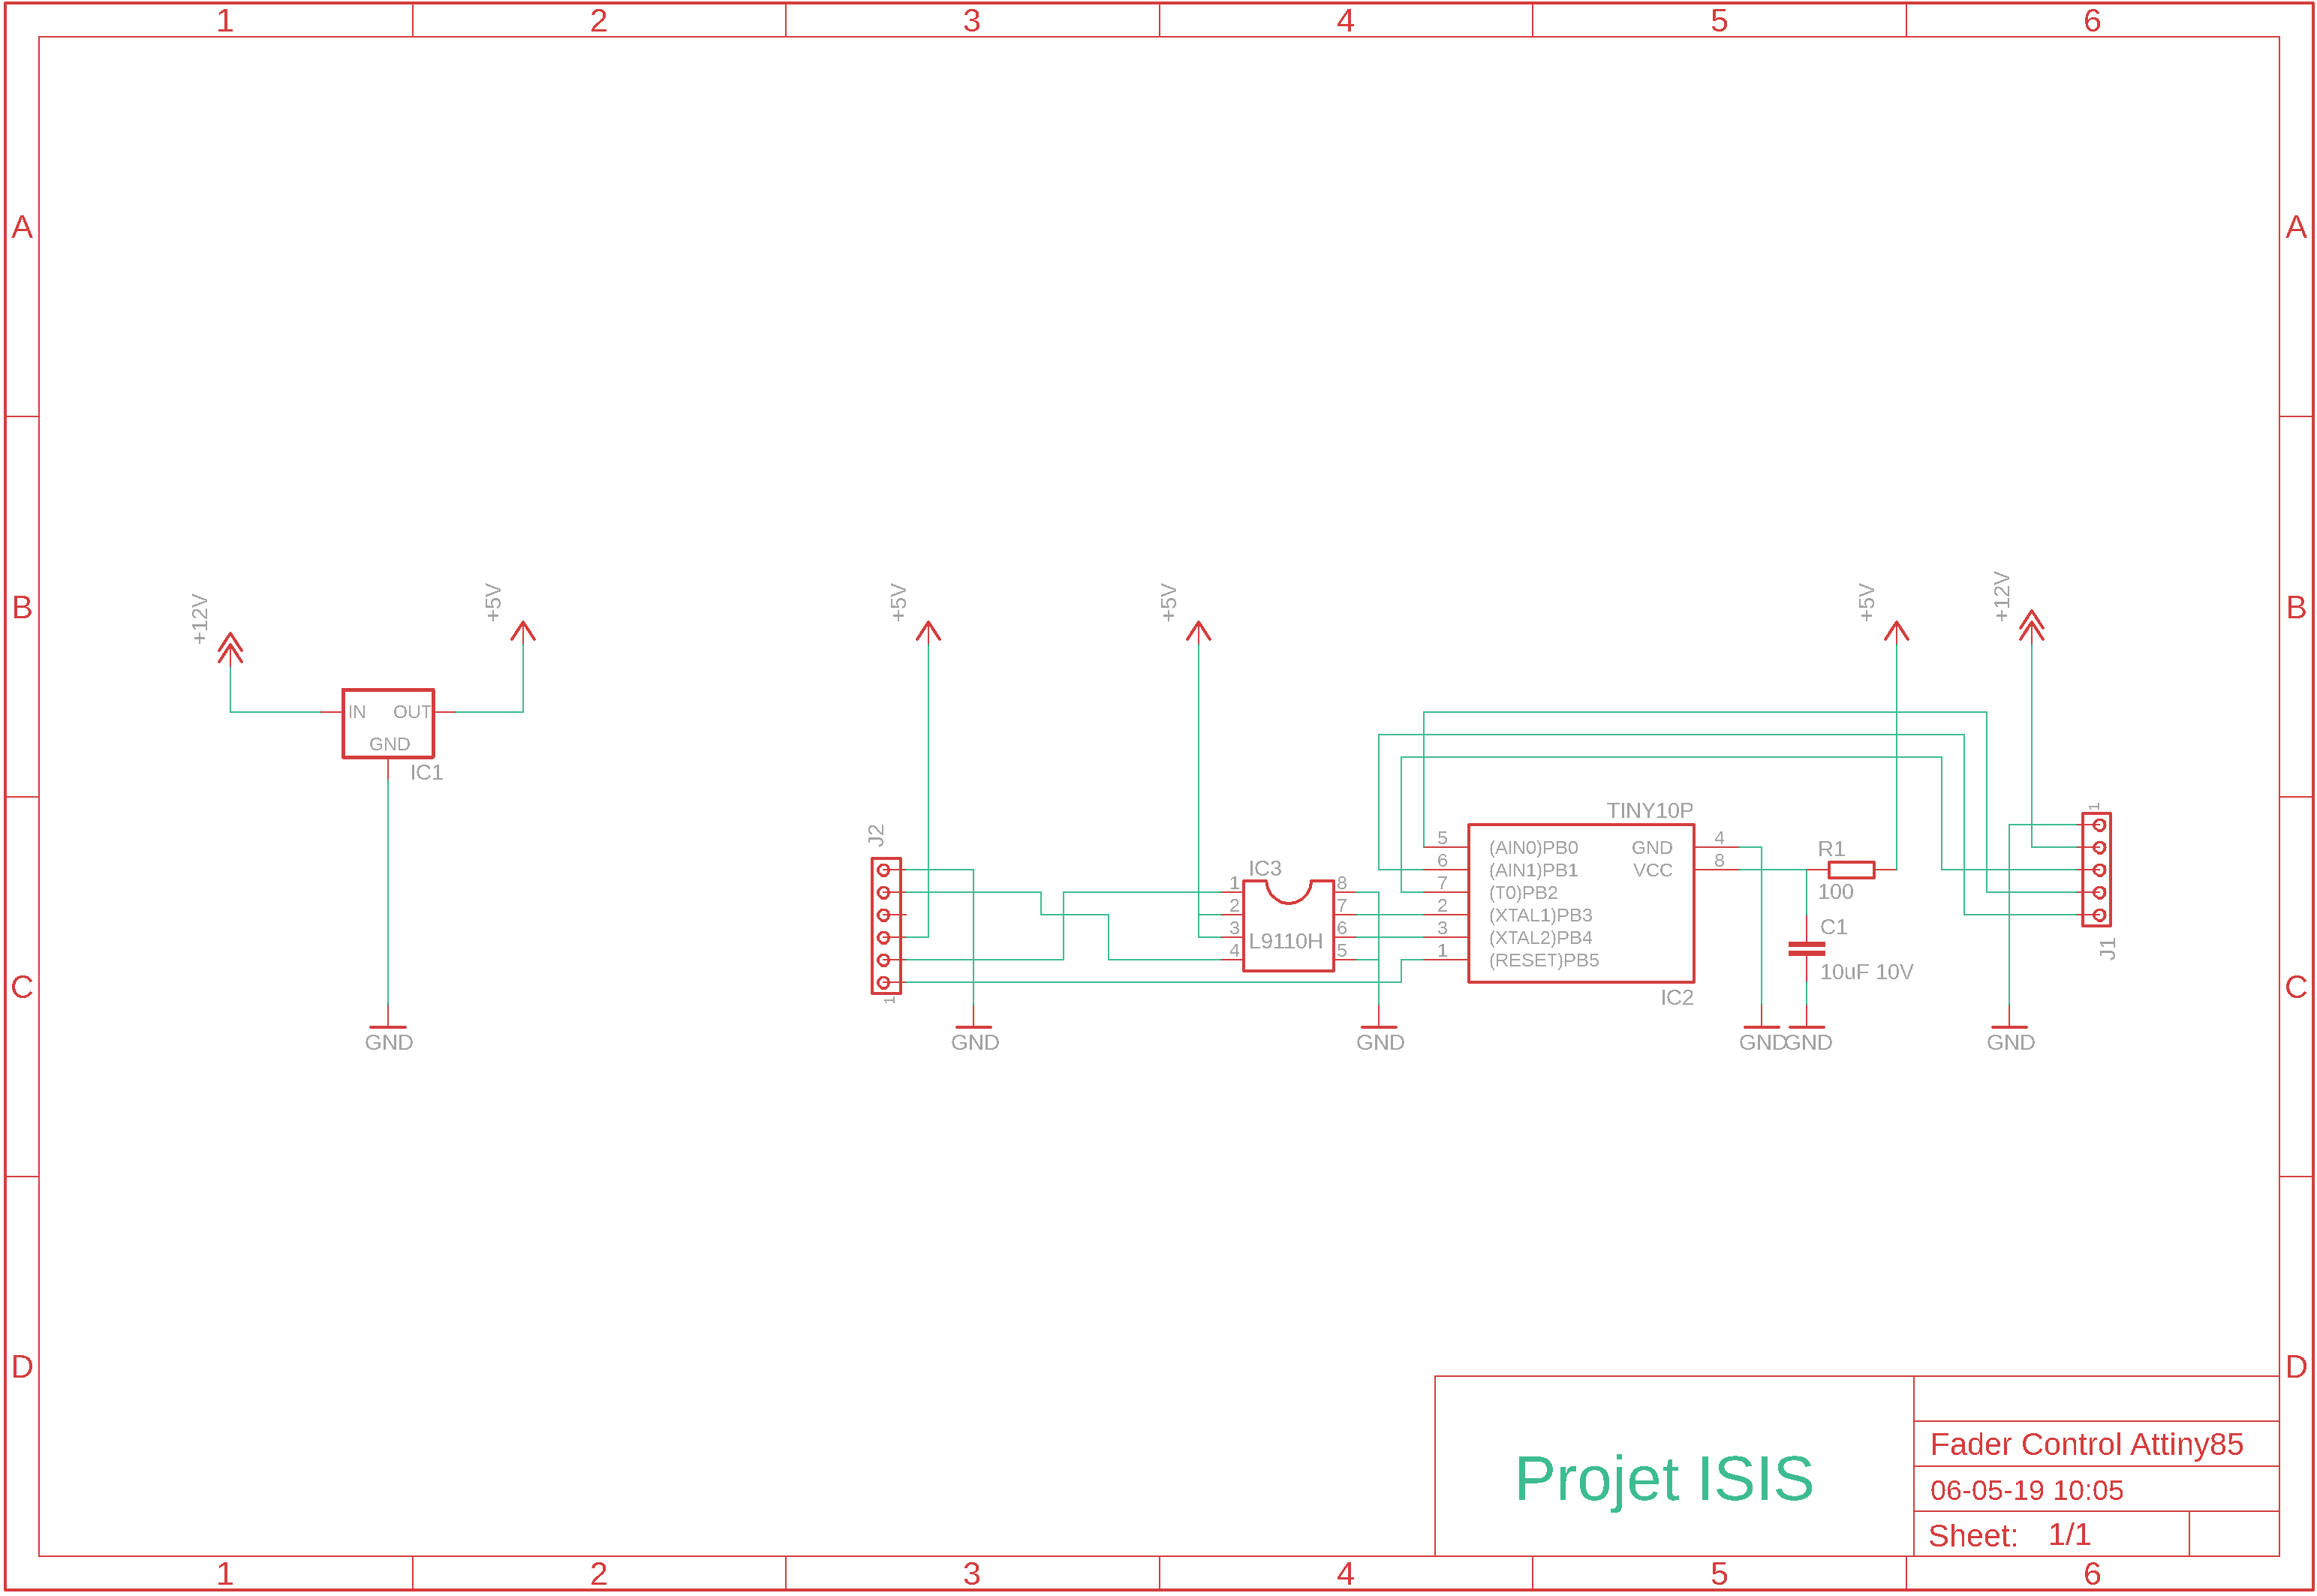 1 2 3 4 5 6
A A
B B
+12V
+5V
+5V
+5V
+5V
+12V
IN OUT
GND
IC1
GND
J2
1
GND
IC3
L9110H
1 8
2 7
3 6
4 5
GND
TINY10P
5 (AIN0)PB0 GND 4
6 (AIN1)PB1 VCC 8
7 (T0)PB2
2 (XTAL1)PB3
3 (XTAL2)PB4
1 (RESET)PB5
IC2
R1
100
C1
10uF 10V
GND
GND
1
J1
GND
C C
D D
Projet ISIS
Fader Control Attiny85
06-05-19 10:05
Sheet: 1/1
1 2 3 4 5 6